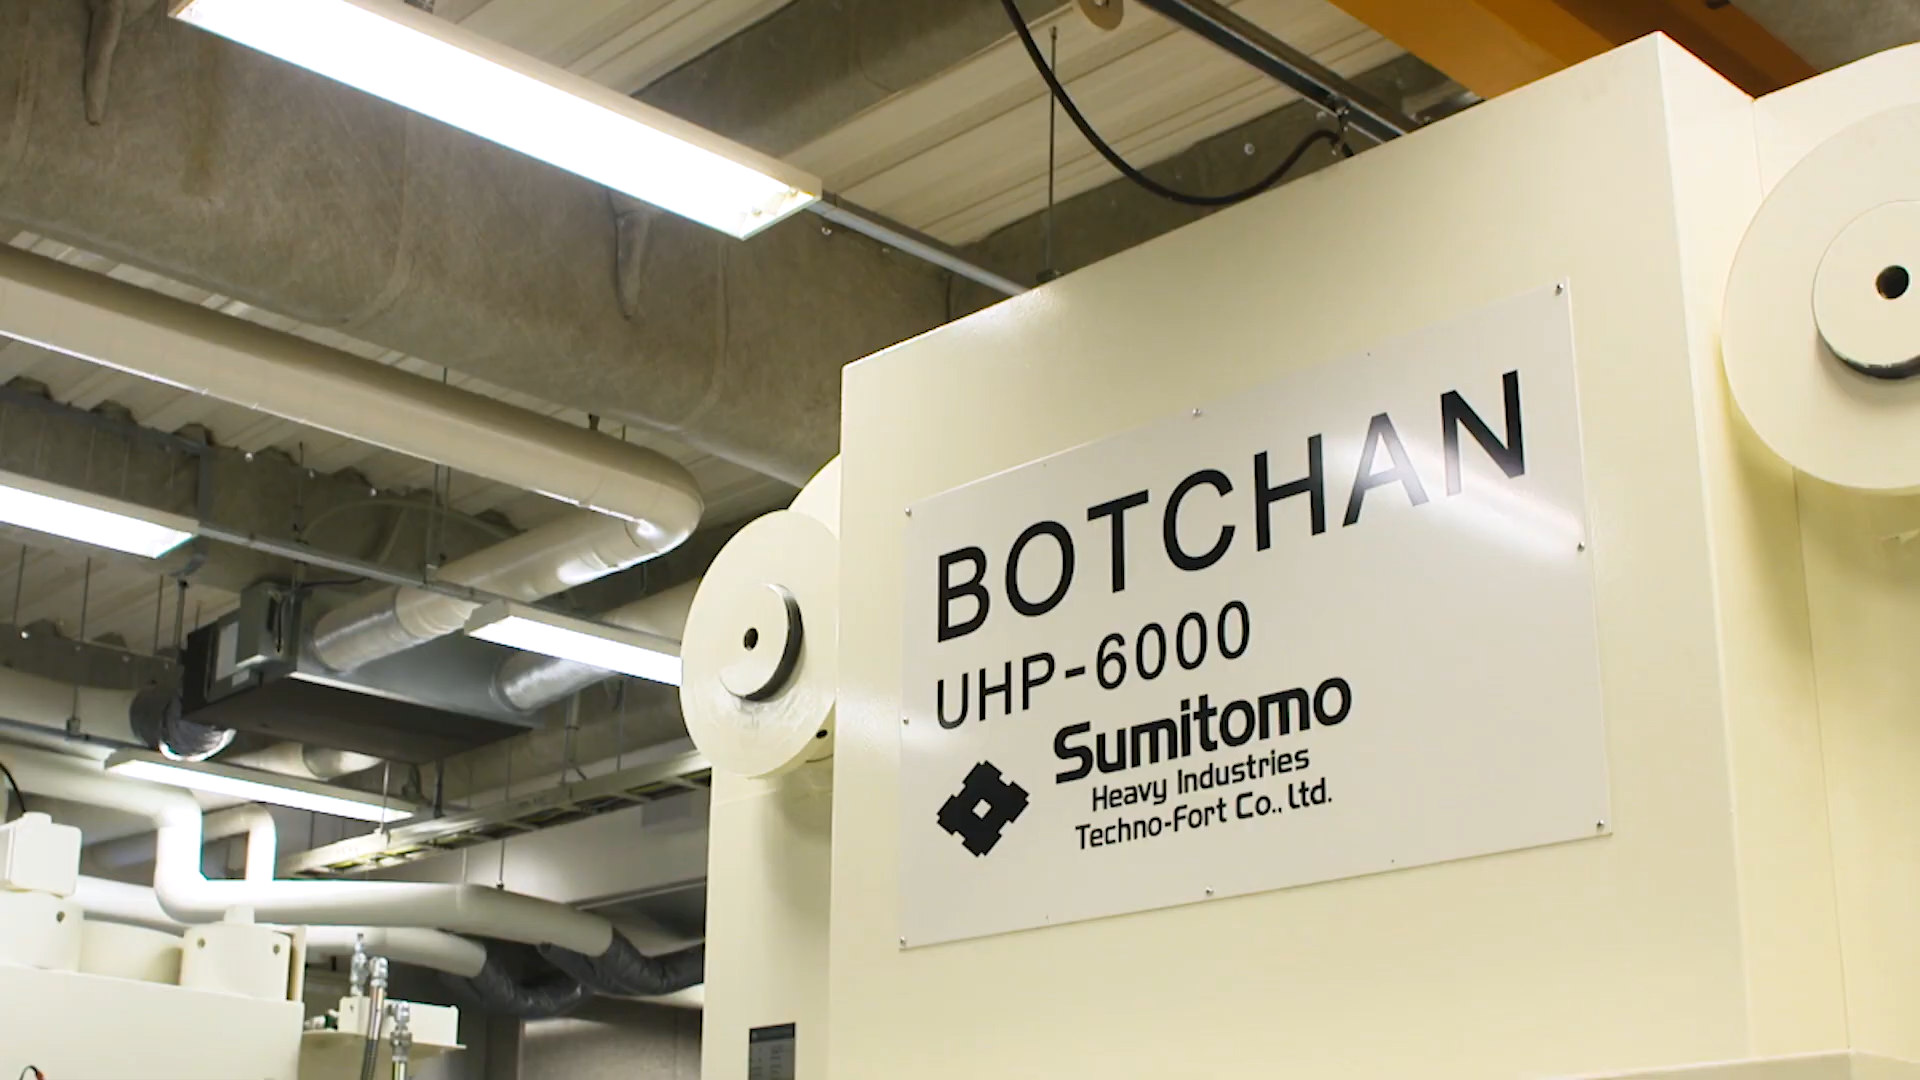 BOTCHAN
UHP-6000
Sumitomo
Heavy Industries
Techno-Fort Co., Ltd.